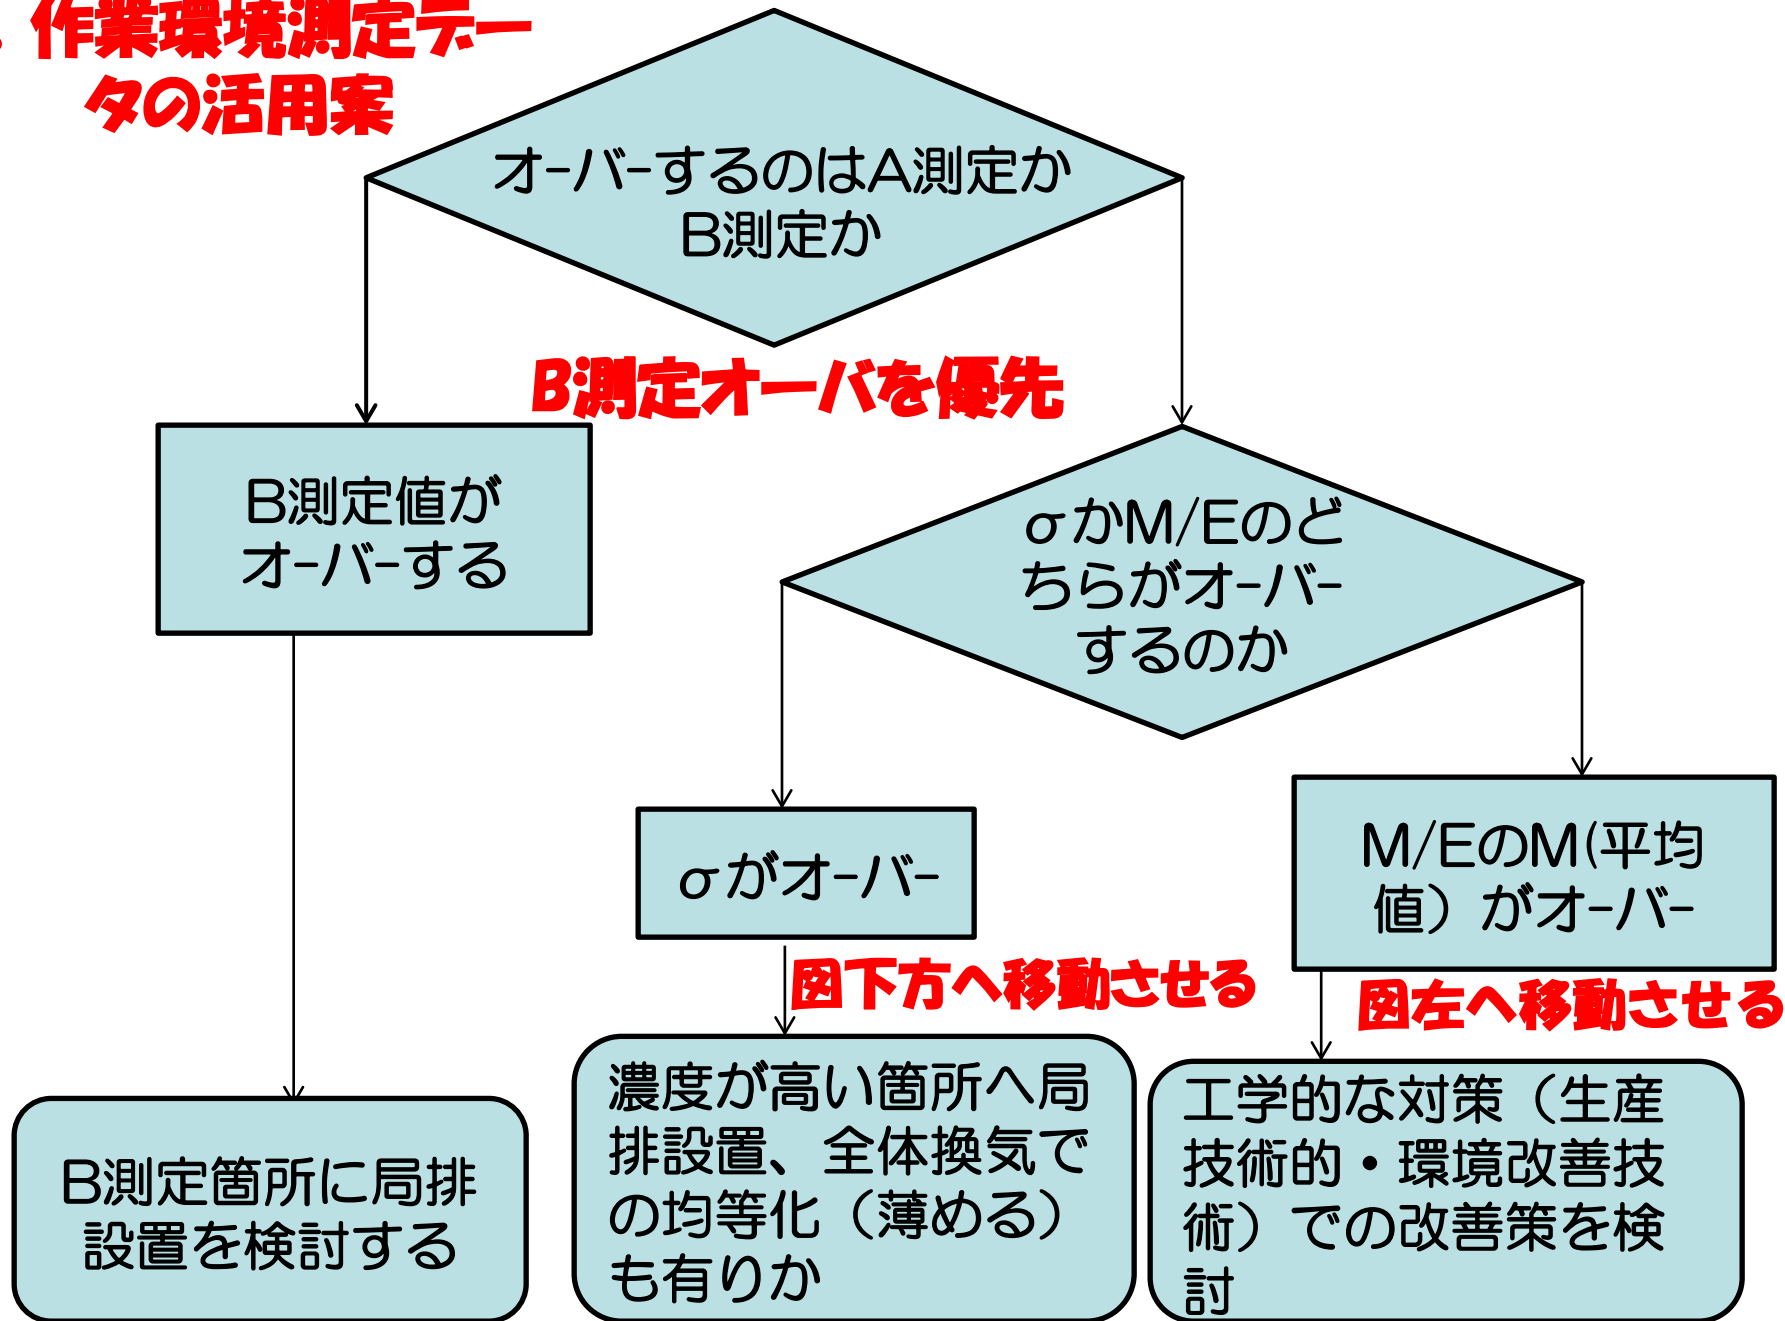 作業環境測定デー
タの活用案
オーバーするのはA測定か
B測定か
B測定オーバを優先
B測定値が
オーバーする
σかM/Eのど
ちらがオーバー
するのか
σがオーバー
M/EのM(平均
値）がオーバー
図下方へ移動させる
図左へ移動させる
B測定箇所に局排
設置を検討する
濃度が高い箇所へ局
排設置、全体換気で
の均等化（薄める）
も有りか
工学的な対策（生産
技術的・環境改善技
術）での改善策を検
討